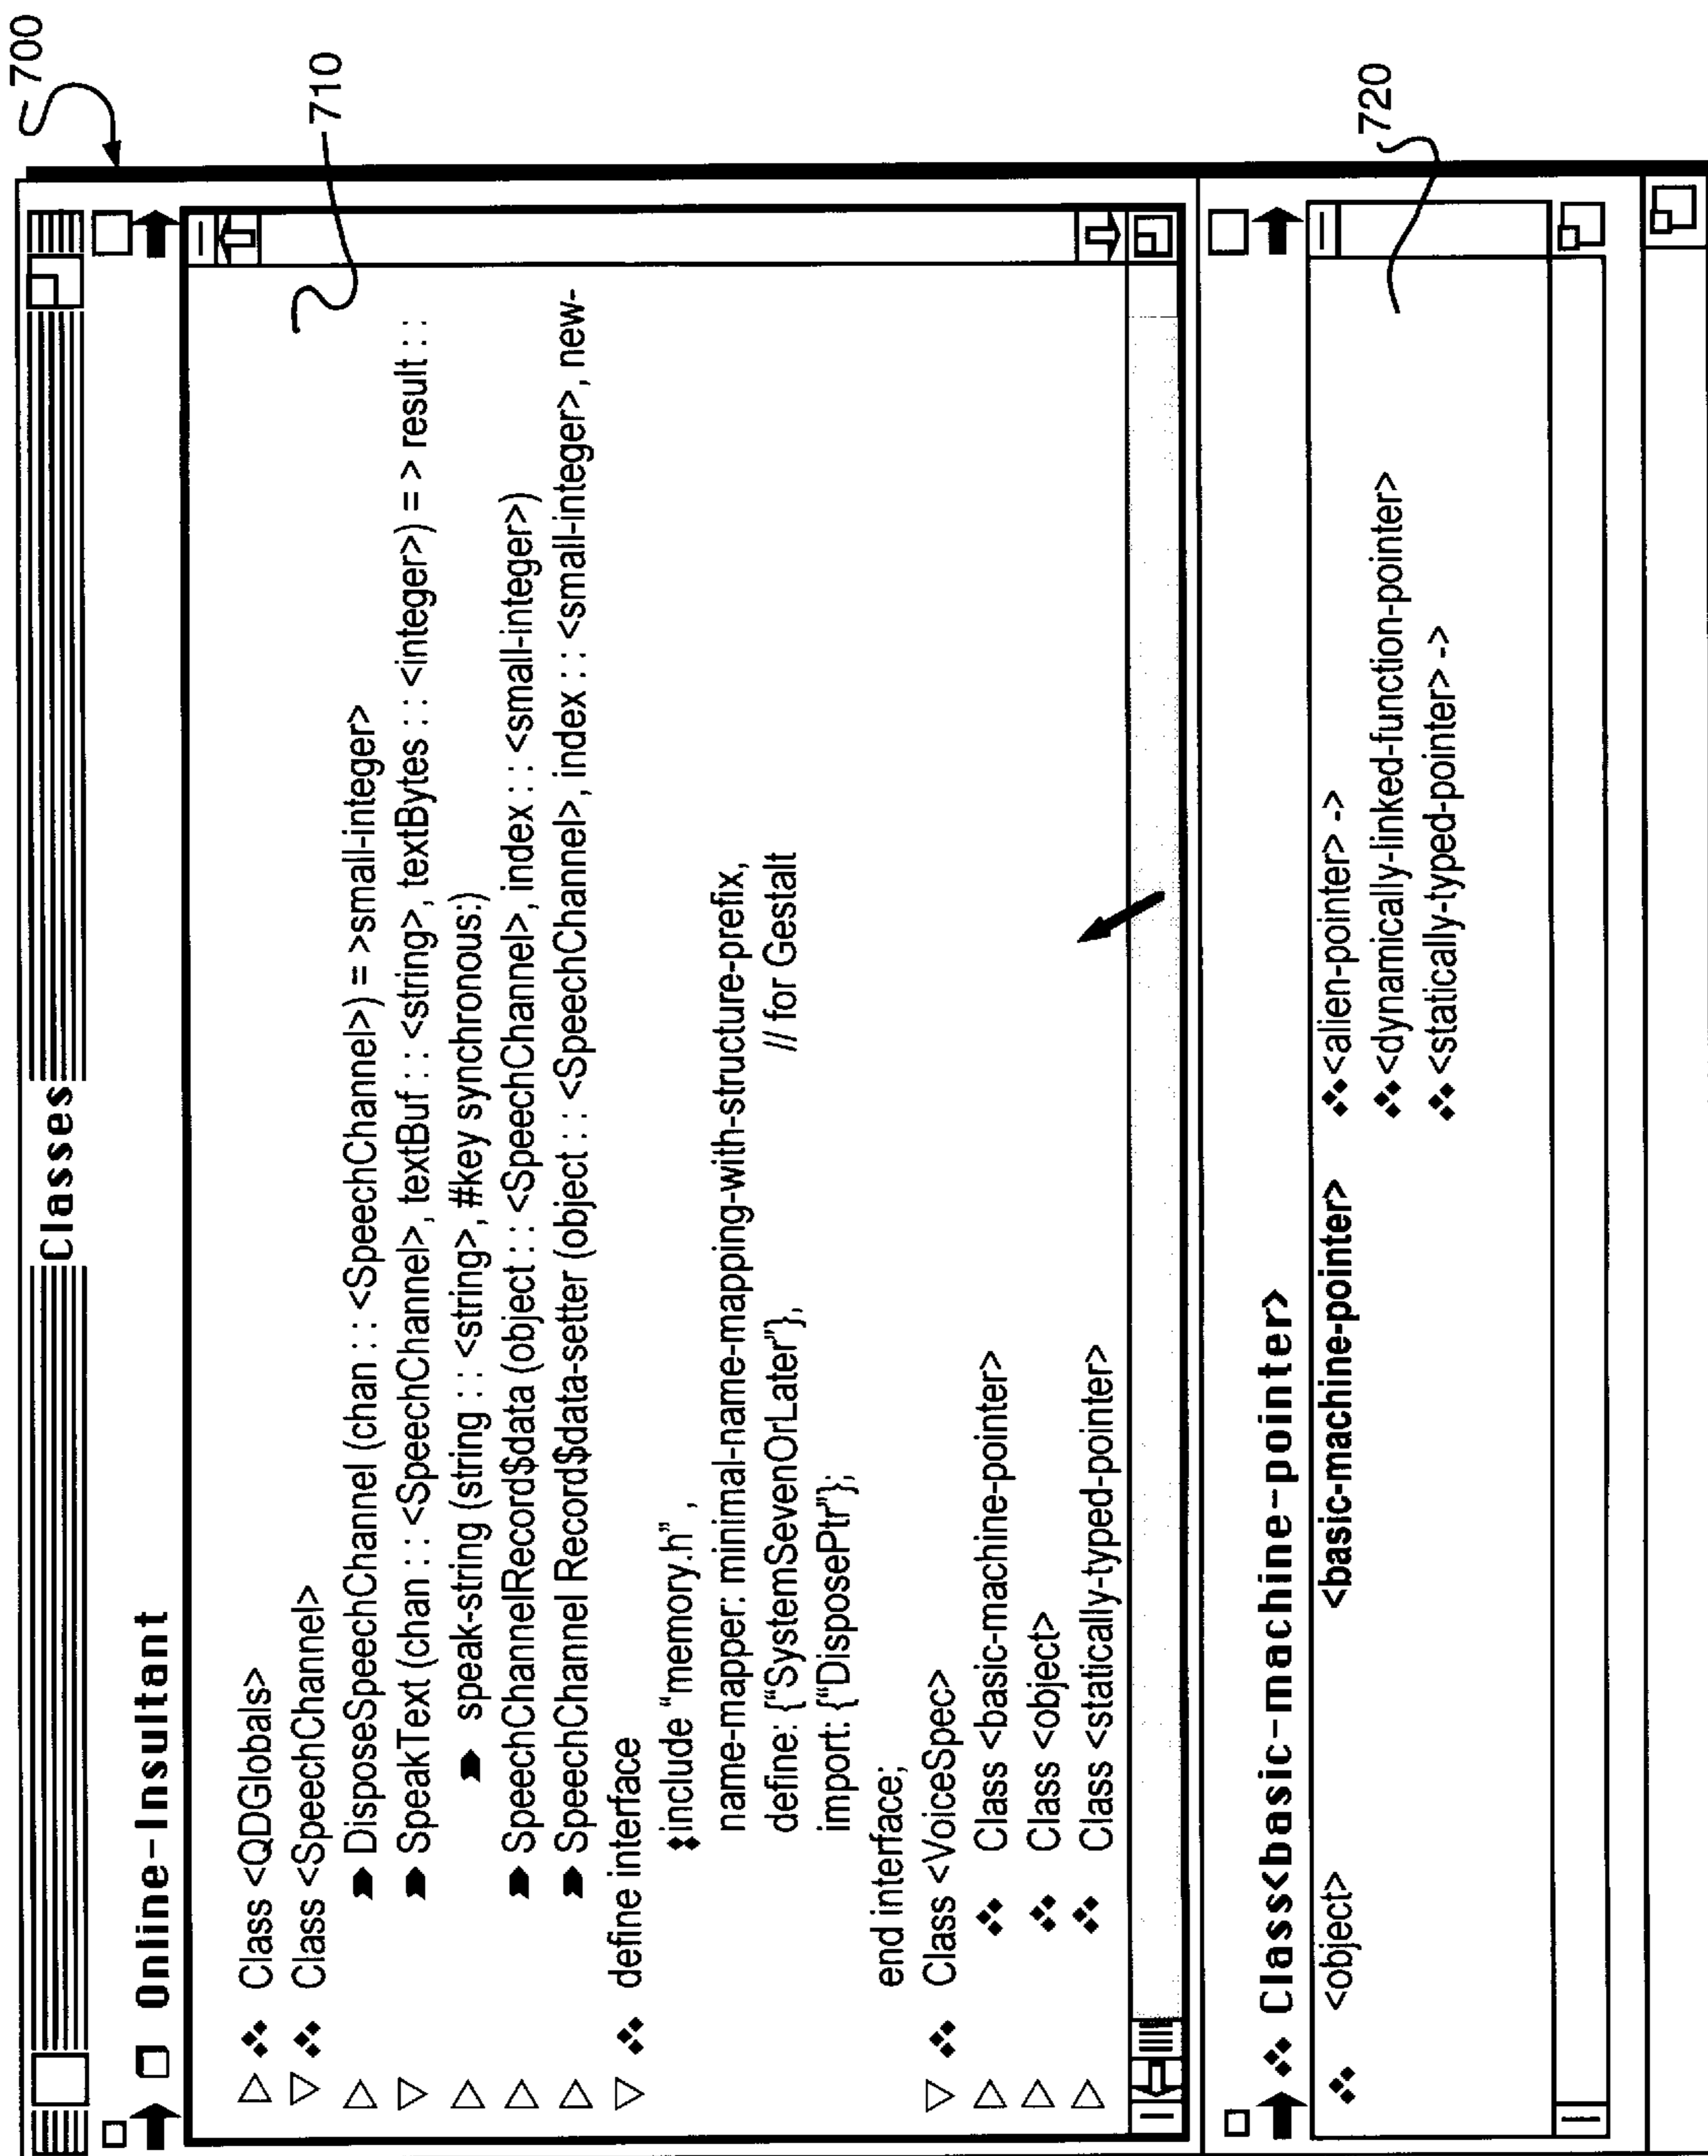 700
Classes
Online-Insultant
710
Class <QDGlobals>
Class <SpeechChannel>
DisposeSpeechChannel (chan : : <SpeechChannel>) = >small-integer>
SpeakText (chan : : <SpeechChannel>, textBuf : : <string>, textBytes : : <integer>) = > result : :
speak-string (string : : <string>, #key synchronous:)
SpeechChannelRecord$data (object : : <SpeechChannel>, index : : <small-integer>)
SpeechChannel Record$data-setter (object : : <SpeechChannel>, index : : <small-integer>, new-
define interface
include "memory.h" ,
name-mapper: minimal-name-mapping-with-structure-prefix,
define: {"SystemSevenOrLater"}, // for Gestalt
import: {"DisposePtr"};
end interface;
Class <VoiceSpec>
Class <basic-machine-pointer>
Class <object>
Class <statically-typed-pointer>
Class<basic-machine-pointer>
720
<object> <basic-machine-pointer> <alien-pointer> ->
<dynamically-linked-function-pointer>
<statically-typed-pointer> ->